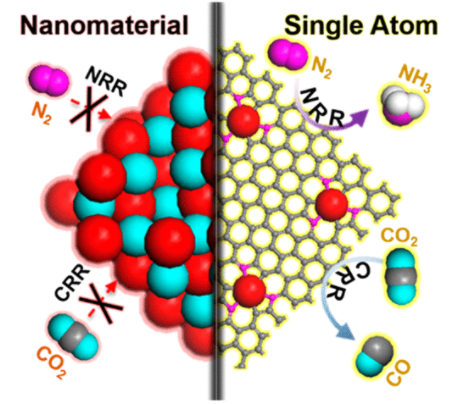 Nanomaterial
N2
NRR
CRR
CO2
Single Atom
N2
NRR
NH3
CO2
CRR
CO